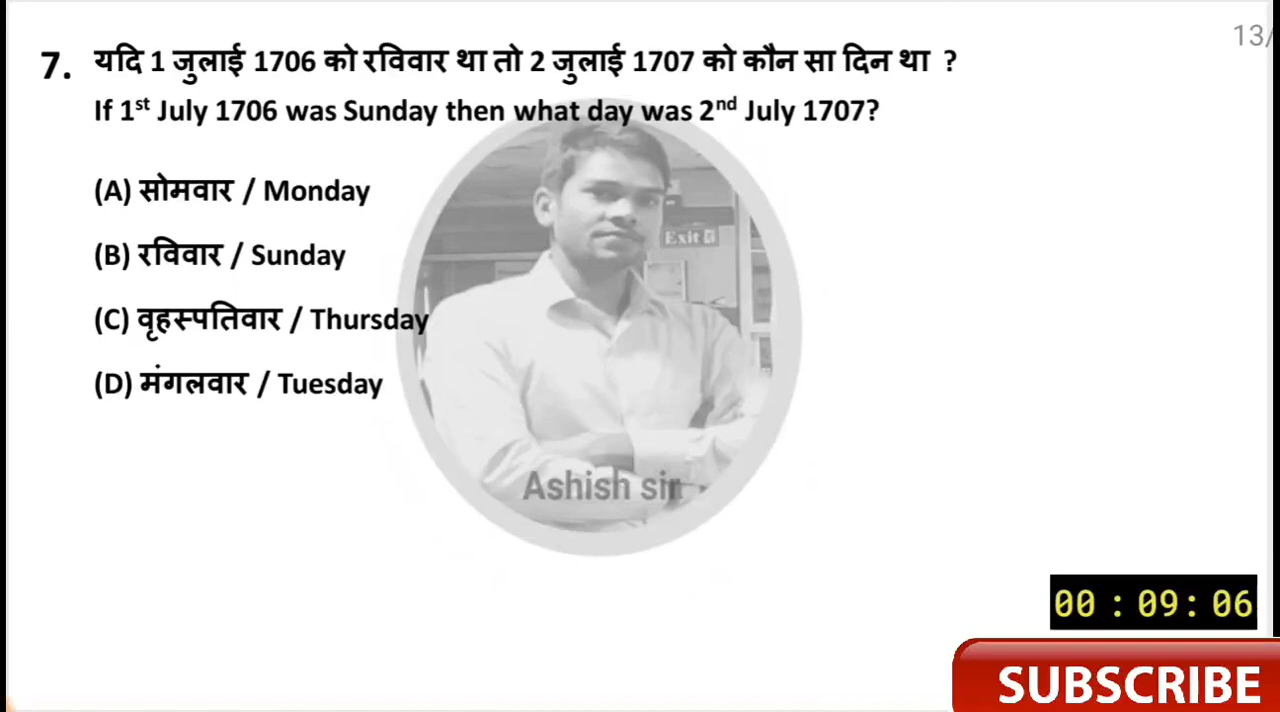 13/
7. यदि 1 जुलाई 1706 को रविवार था तो 2 जुलाई 1707 को कौन सा दिन था ?
If 1st July 1706 was Sunday then what day was 2nd July 1707?
(A) सोमवार / Monday
(B) रविवार / Sunday
Exit
(C) वृहस्पतिवार / Thursday
(D) मंगलवार / Tuesday
Ashish sir
00 : 09: 06
SUBSCRIBE